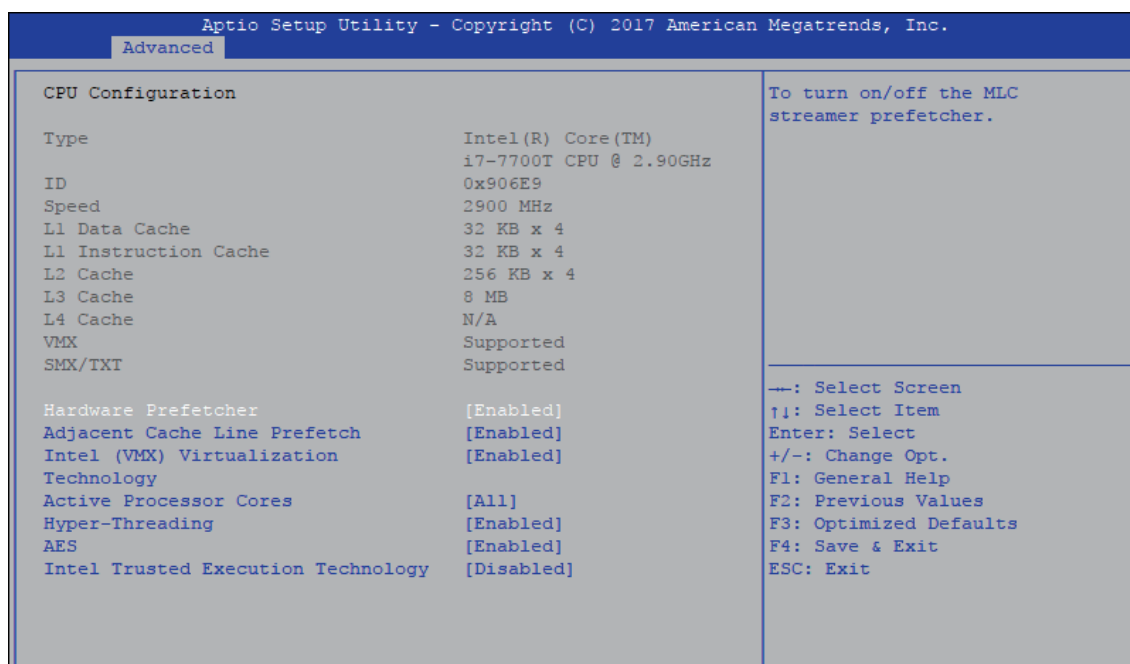 Aptio Setup Utility - Copyright (C) 2017 American Megatrends, Inc.
Advanced
CPU Configuration
Type Intel(R) Core(TM)
i7-7700T CPU @ 2.90GHz
ID 0x906E9
Speed 2900 MHz
L1 Data Cache 32 KB x 4
L1 Instruction Cache 32 KB x 4
L2 Cache 256 KB x 4
L3 Cache 8 MB
L4 Cache N/A
VMX Supported
SMX/TXT Supported
Hardware Prefetcher [Enabled]
Adjacent Cache Line Prefetch [Enabled]
Intel (VMX) Virtualization [Enabled]
Technology
Active Processor Cores [All]
Hyper-Threading [Enabled]
AES [Enabled]
Intel Trusted Execution Technology [Disabled]
To turn on/off the MLC
streamer prefetcher.
→←: Select Screen
↑↓: Select Item
Enter: Select
+/-: Change Opt.
F1: General Help
F2: Previous Values
F3: Optimized Defaults
F4: Save & Exit
ESC: Exit